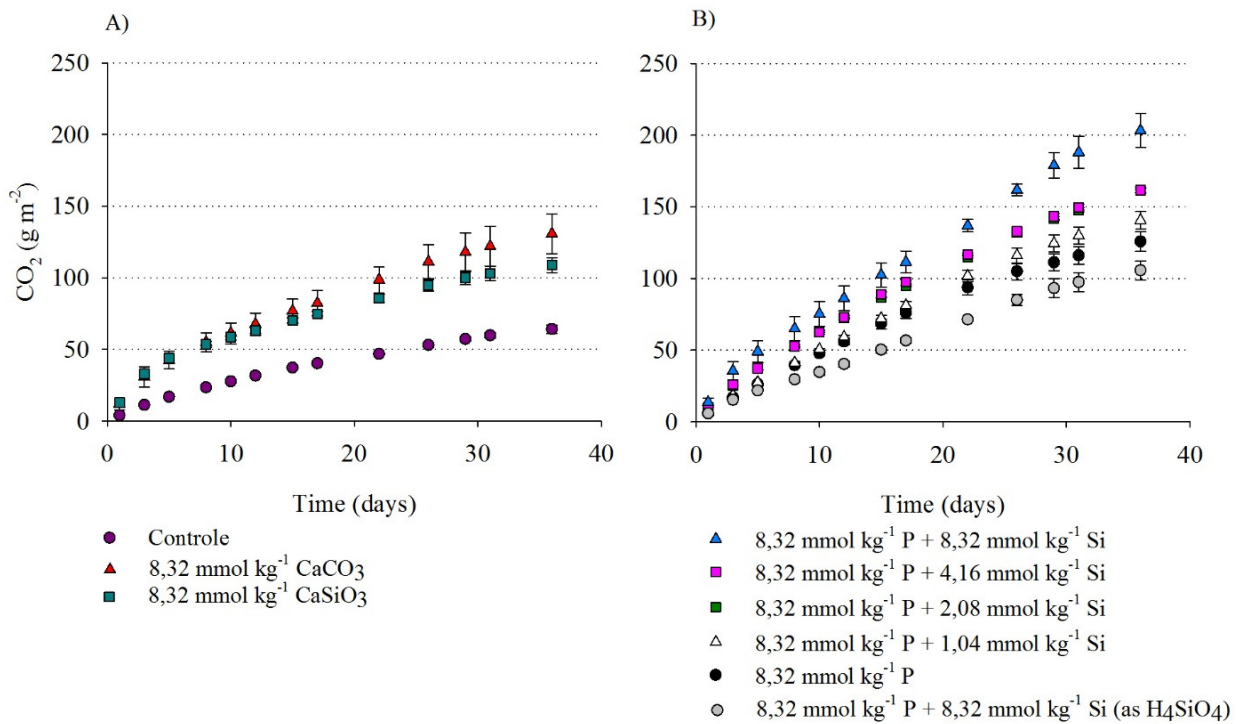 A)
250
200
150
100
50
0
CO2 (g m-2)
0 10 20 30 40
Time (days)
Controle
8,32 mmol kg-1 CaCO3
8,32 mmol kg-1 CaSiO3
B)
250
200
150
100
50
0
0 10 20 30 40
Time (days)
8,32 mmol kg-1 P + 8,32 mmol kg-1 Si
8,32 mmol kg-1 P + 4,16 mmol kg-1 Si
8,32 mmol kg-1 P + 2,08 mmol kg-1 Si
8,32 mmol kg-1 P + 1,04 mmol kg-1 Si
8,32 mmol kg-1 P
8,32 mmol kg-1 P + 8,32 mmol kg-1 Si (as H4SiO4)